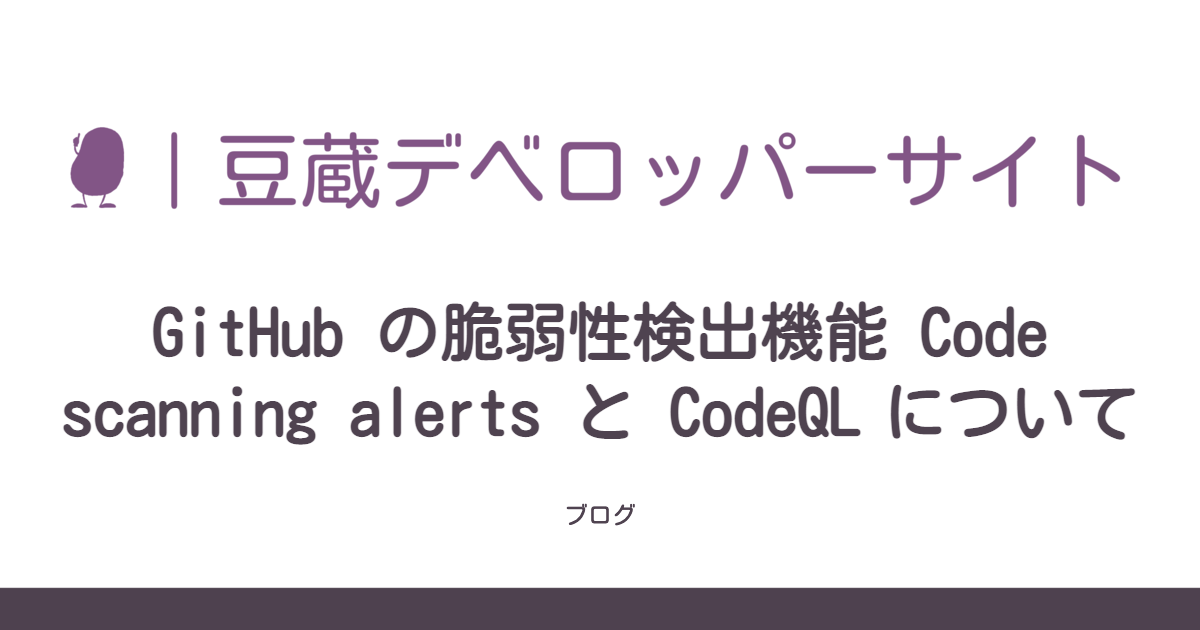 豆蔵デベロッパーサイト
GitHub の脆弱性検出機能 Code
scanning alerts と CodeQL について
ブログ